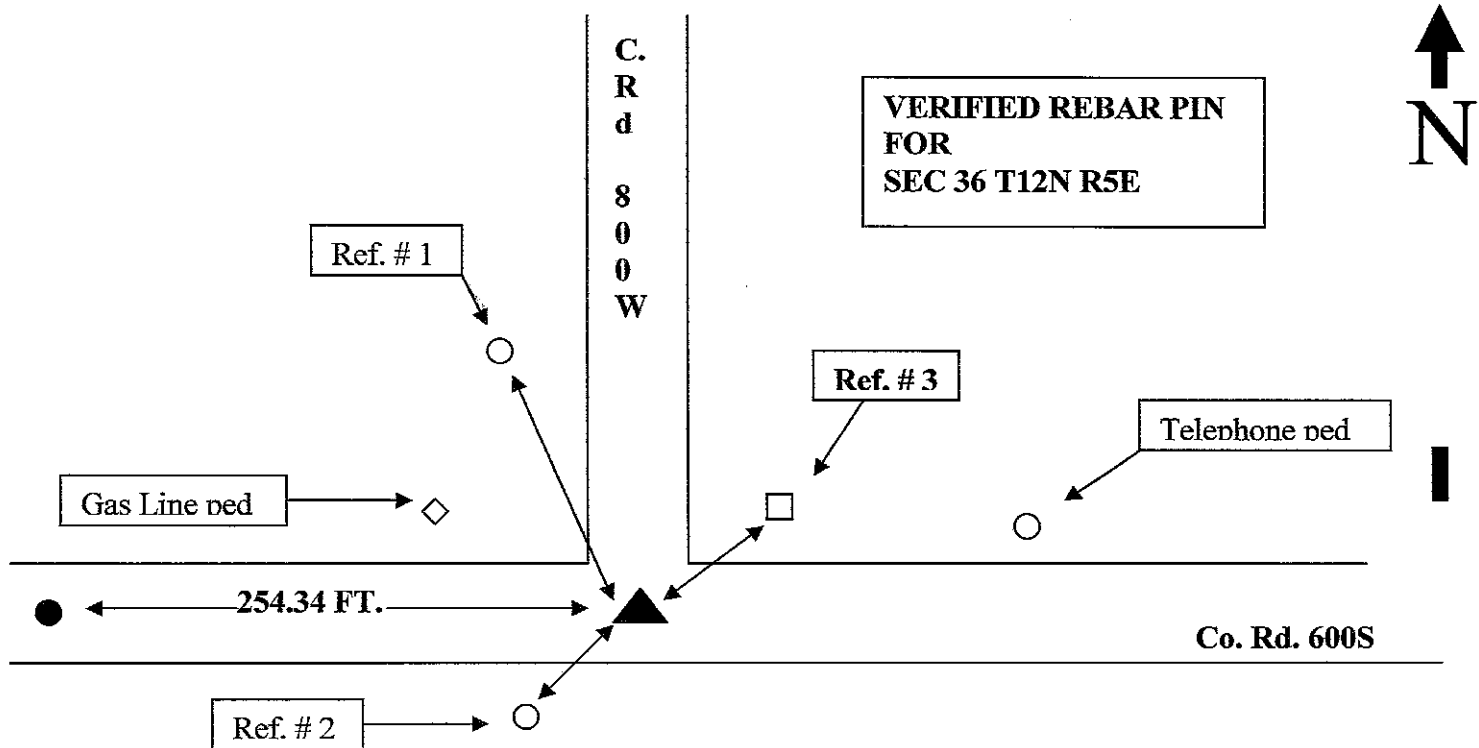 C.
R
d
8
0
0
W
VERIFIED REBAR PIN
FOR
SEC 36 T12N R5E
N
Ref. # 1
Ref. # 3
Telephone ped
Gas Line ped
254.34 FT.
Co. Rd. 600S
Ref. # 2